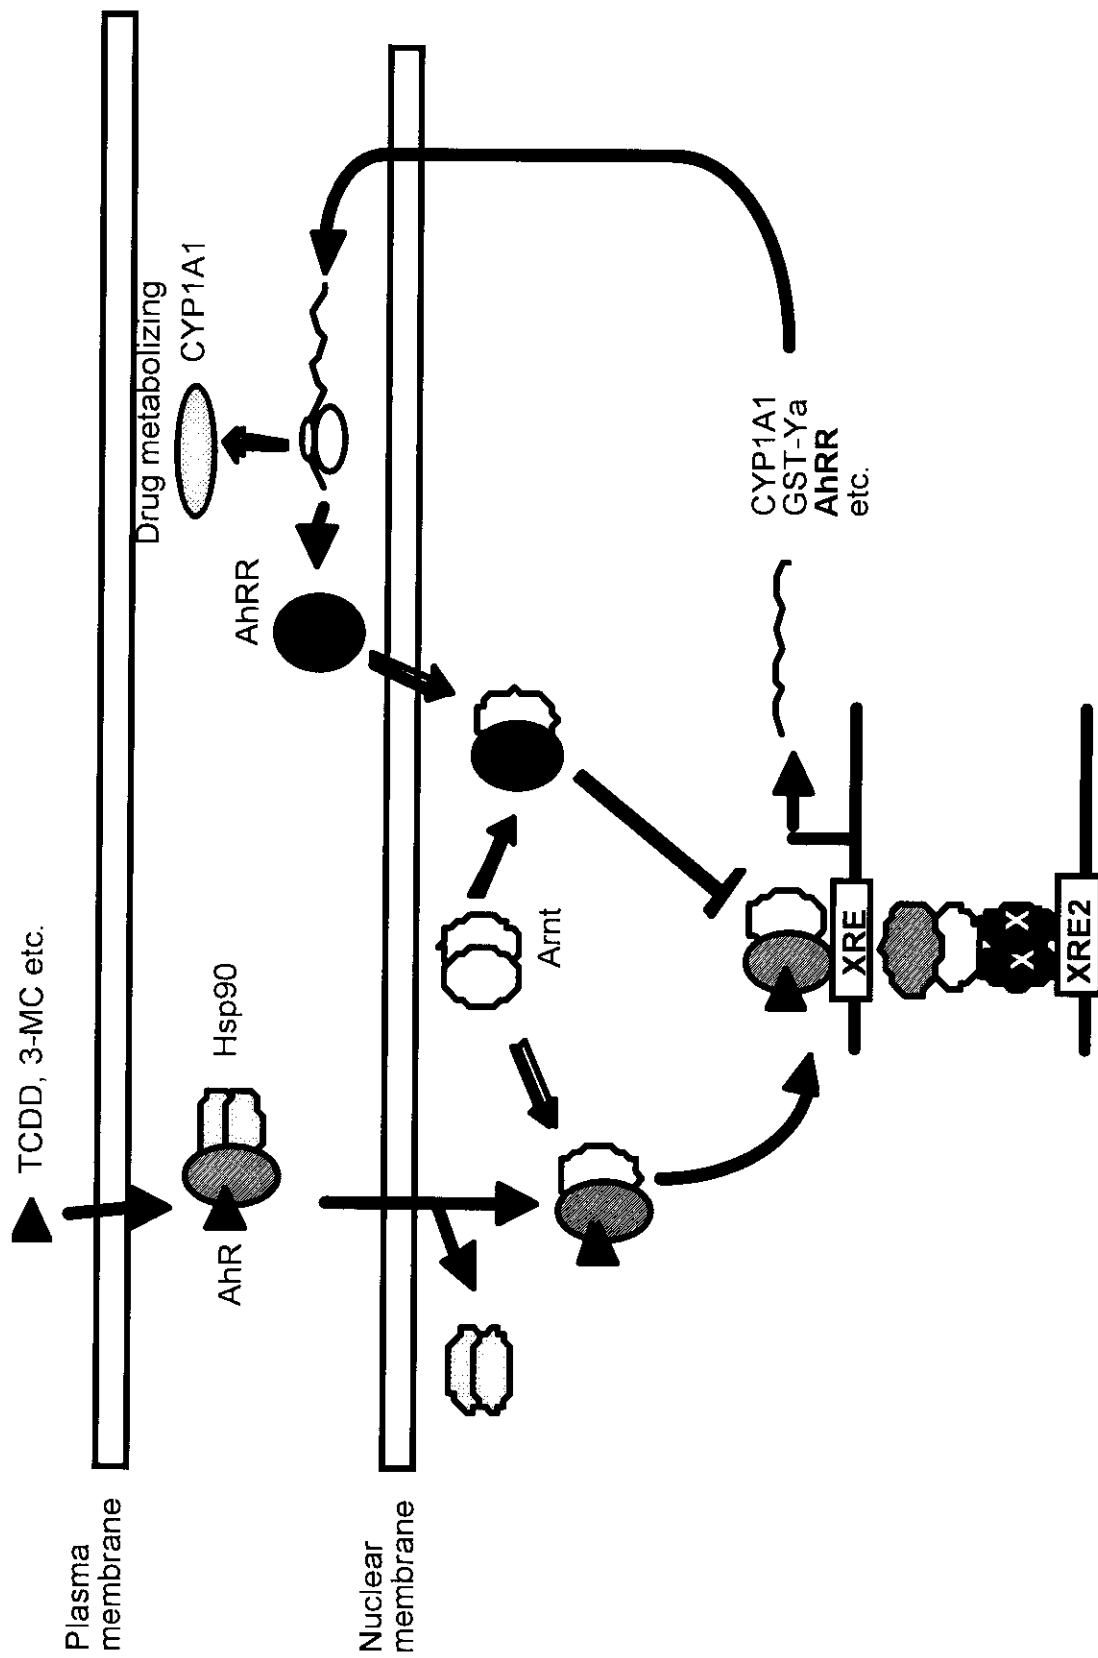 TCDD, 3-MC etc.
Plasma
membrane
Drug metabolizing
CYP1A1
Hsp90
AhR
AhRR
Nuclear
membrane
Arnt
CYP1A1
GST-Ya
AhRR
etc.
XRE
X X
XRE2